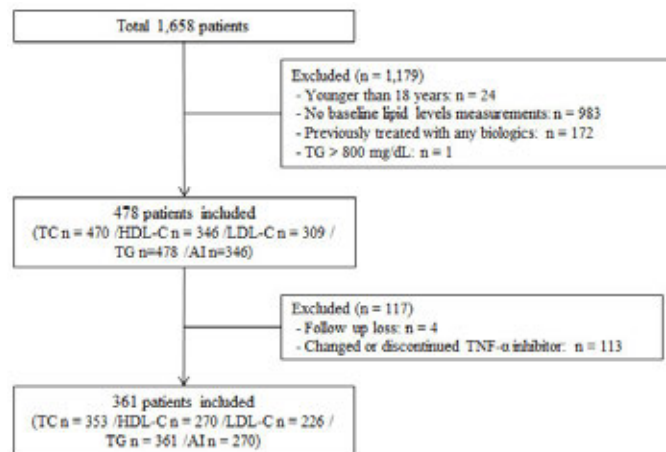 Total 1,658 patients
Excluded (n = 1,179)
- Younger than 18 years: n = 24
- No baseline lipid levels measurements: n = 983
- Previously treated with any biologics: n = 172
- TG > 800 mg/dL: n = 1
478 patients included
(TC n = 470 /HDL-C n = 346 /LDL-C n = 309 /
TG n=478 /AI n=346)
Excluded (n = 117)
- Follow up loss: n = 4
- Changed or discontinued TNF-α inhibitor: n = 113
361 patients included
(TC n = 353 /HDL-C n = 270 /LDL-C n = 226 /
TG n = 361 /AI n = 270)